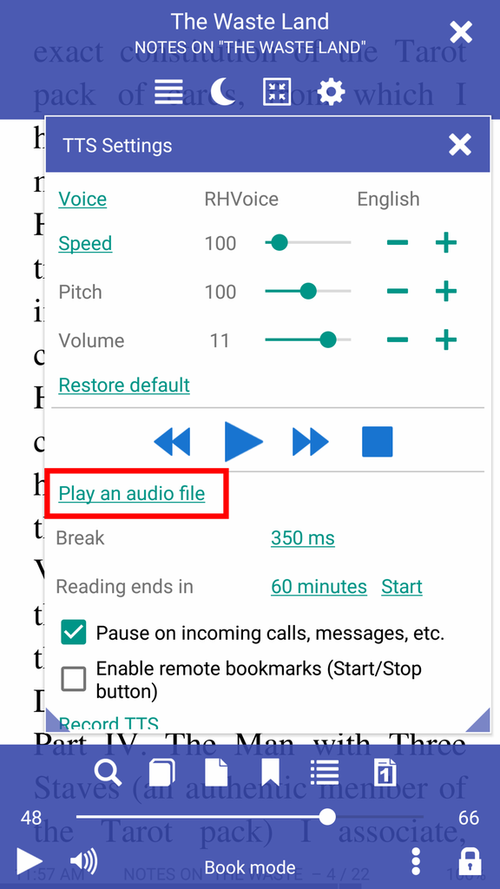 The Waste Land
NOTES ON "THE WASTE LAND"
exact constitution of the Tarot
pack of cards, from which I
TTS Settings
Voice RHVoice English
Speed 100
Pitch 100
Volume 11
Restore default
Play an audio file
Break 350 ms
Reading ends in 60 minutes Start
Pause on incoming calls, messages, etc.
Enable remote bookmarks (Start/Stop
button)
Record TTS
Part IV. The Man with Three
Staves (an authentic member of
1
48 66
the Tarot pack) I associate,
Book mode
11:57 AM NOTES ON "THE WASTE – 4 / 22 100%